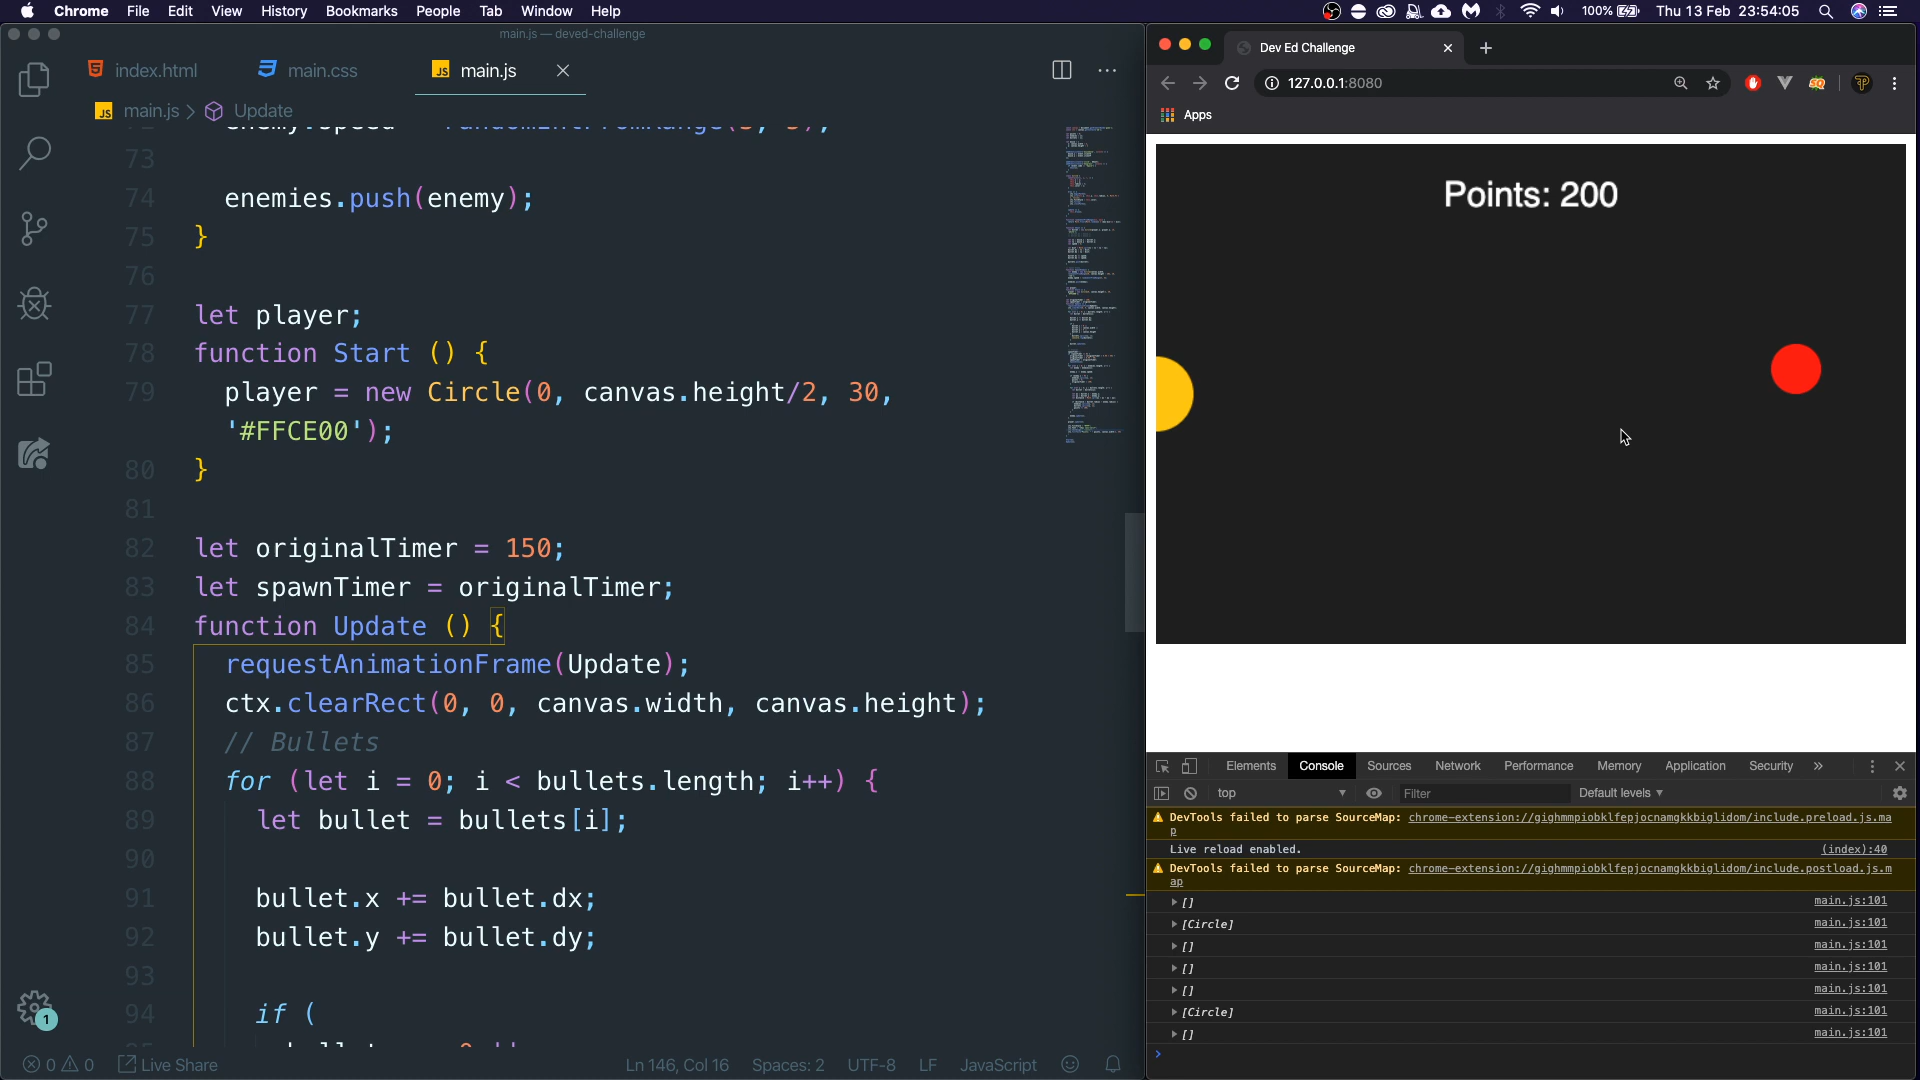 Chrome File Edit View History Bookmarks People Tab Window Help 100% Thu 13 Feb 23:54:05
main.js — deved-challenge
index.html main.css JS main.js
JS main.js > Update
73
74 enemies.push(enemy);
75 }
76
77 let player;
78 function Start () {
79 player = new Circle(0, canvas.height/2, 30,
'#FFCE00');
80 }
81
82 let originalTimer = 150;
83 let spawnTimer = originalTimer;
84 function Update () {
85 requestAnimationFrame(Update);
86 ctx.clearRect(0, 0, canvas.width, canvas.height);
87 // Bullets
88 for (let i = 0; i < bullets.length; i++) {
89 let bullet = bullets[i];
90
91 bullet.x += bullet.dx;
92 bullet.y += bullet.dy;
93
94 if (
1
0 0 Live Share Ln 146, Col 16 Spaces: 2 UTF-8 LF JavaScript
Dev Ed Challenge
127.0.0.1:8080
Apps
Points: 200
Elements Console Sources Network Performance Memory Application Security »
top Filter Default levels
DevTools failed to parse SourceMap: chrome-extension://gighmmpiobklfepjocnamgkkbiglidom/include.preload.js.ma
p
Live reload enabled. (index):40
DevTools failed to parse SourceMap: chrome-extension://gighmmpiobklfepjocnamgkkbiglidom/include.postload.js.m
ap
[] main.js:101
[Circle] main.js:101
[] main.js:101
[] main.js:101
[] main.js:101
[Circle] main.js:101
[] main.js:101
>